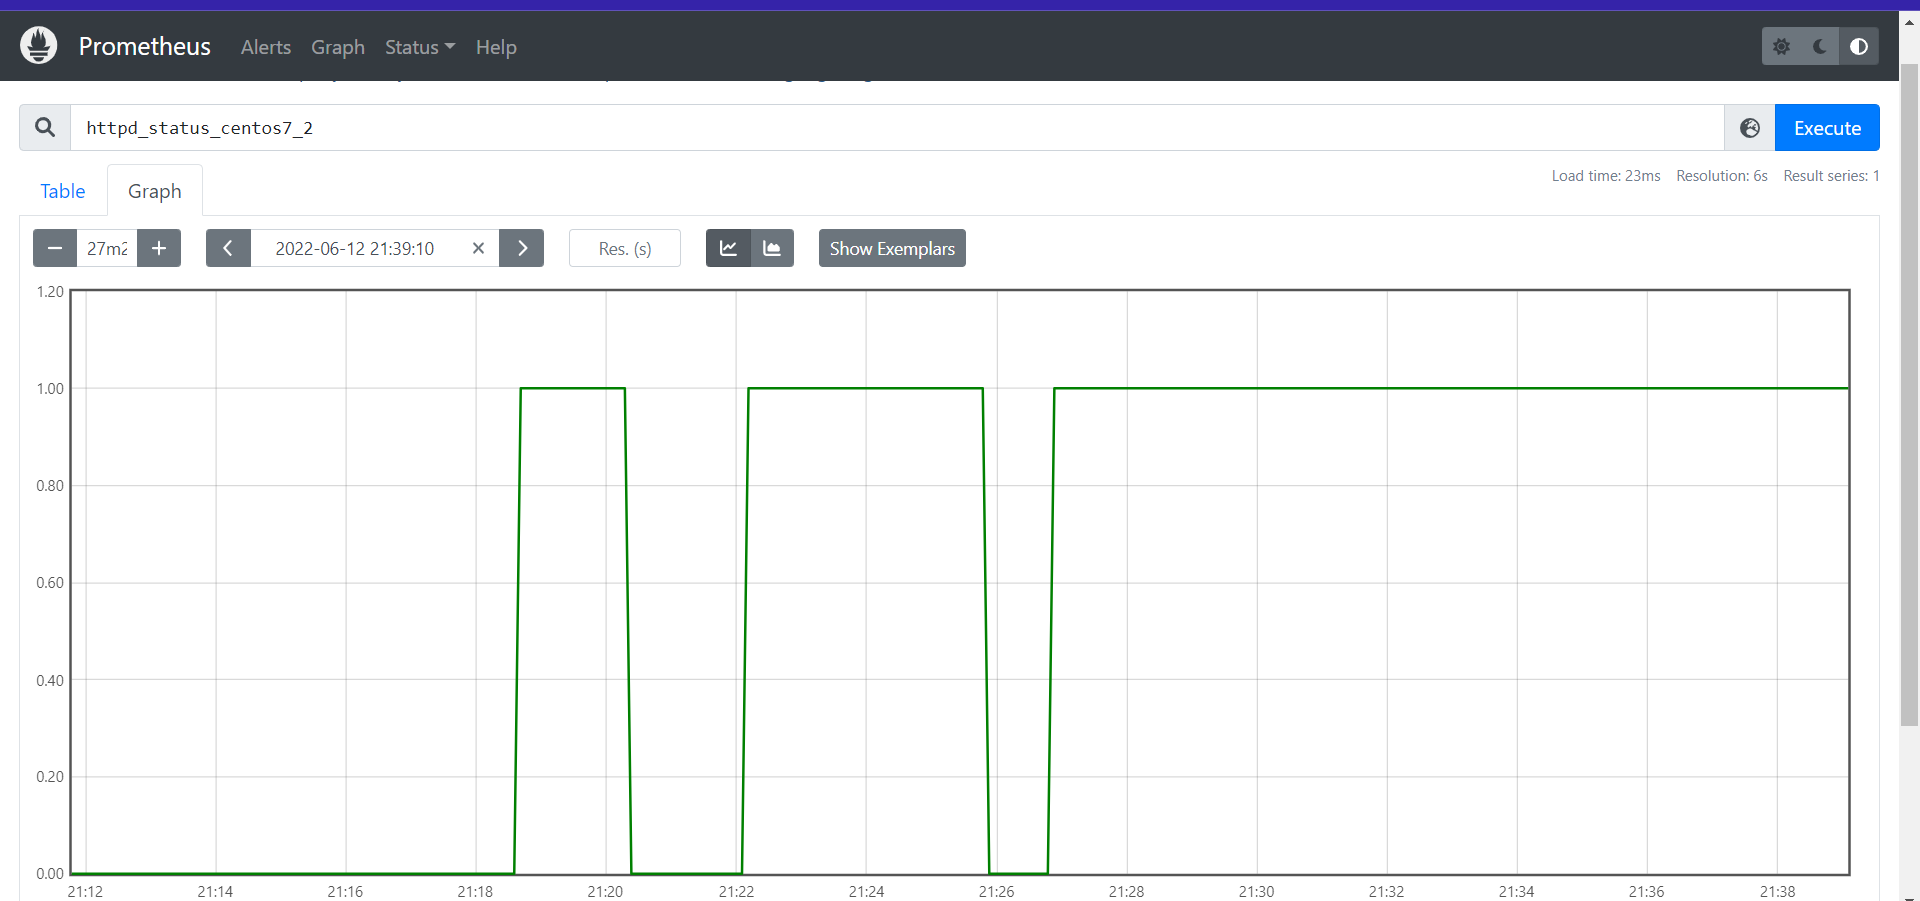 Prometheus Alerts Graph Status Help
httpd_status_centos7_2 Execute
Load time: 23ms Resolution: 6s Result series: 1
Table Graph
27m2 2022-06-12 21:39:10 Res. (s) Show Exemplars
1.20
1.00
0.80
0.60
0.40
0.20
0.00
21:12 21:14 21:16 21:18 21:20 21:22 21:24 21:26 21:28 21:30 21:32 21:34 21:36 21:38